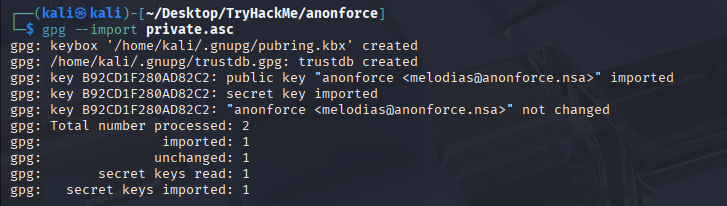 ┌──(kali㉿kali)-[~/Desktop/TryHackMe/anonforce]
└─$ gpg --import private.asc
gpg: keybox '/home/kali/.gnupg/pubring.kbx' created
gpg: /home/kali/.gnupg/trustdb.gpg: trustdb created
gpg: key B92CD1F280AD82C2: public key "anonforce <melodias@anonforce.nsa>" imported
gpg: key B92CD1F280AD82C2: secret key imported
gpg: key B92CD1F280AD82C2: "anonforce <melodias@anonforce.nsa>" not changed
gpg: Total number processed: 2
gpg:               imported: 1
gpg:              unchanged: 1
gpg:       secret keys read: 1
gpg:   secret keys imported: 1